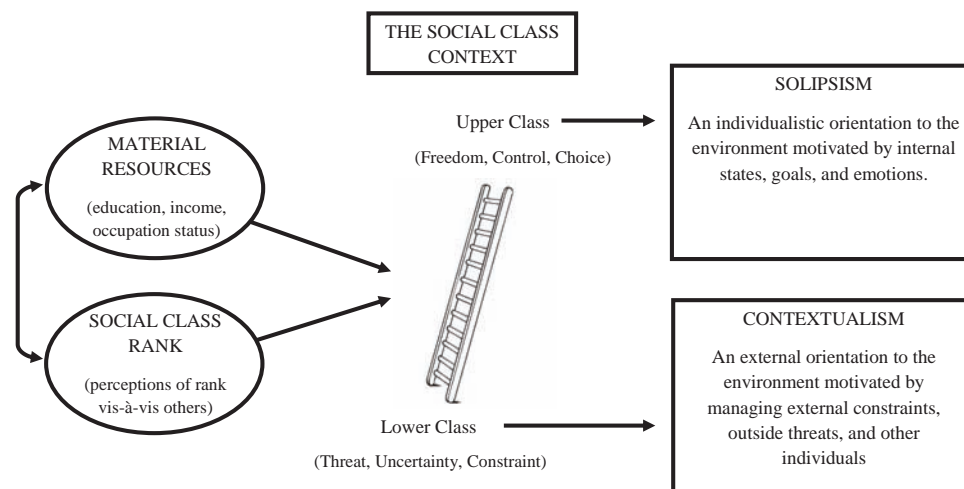 THE SOCIAL CLASS
CONTEXT
MATERIAL
RESOURCES
(education, income,
occupation status)
SOCIAL CLASS
RANK
(perceptions of rank
vis-à-vis others)
Upper Class
(Freedom, Control, Choice)
Lower Class
(Threat, Uncertainty, Constraint)
SOLIPSISM
An individualistic orientation to the
environment motivated by internal
states, goals, and emotions.
CONTEXTUALISM
An external orientation to the
environment motivated by
managing external constraints,
outside threats, and other
individuals